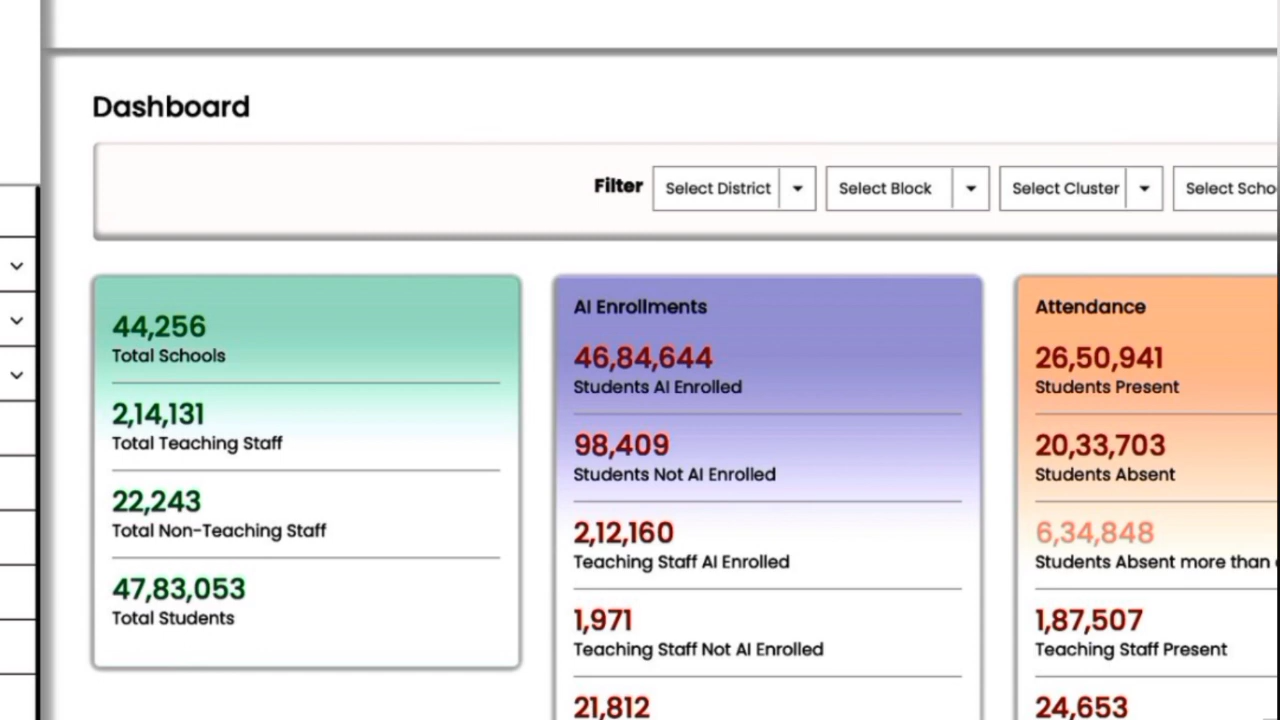 Dashboard
Filter Select District Select Block Select Cluster Select Scho
44,256
Total Schools
2,14,131
Total Teaching Staff
22,243
Total Non-Teaching Staff
47,83,053
Total Students
AI Enrollments
46,84,644
Students AI Enrolled
98,409
Students Not AI Enrolled
2,12,160
Teaching Staff AI Enrolled
1,971
Teaching Staff Not AI Enrolled
21,812
Attendance
26,50,941
Students Present
20,33,703
Students Absent
6,34,848
Students Absent more than
1,87,507
Teaching Staff Present
24,653